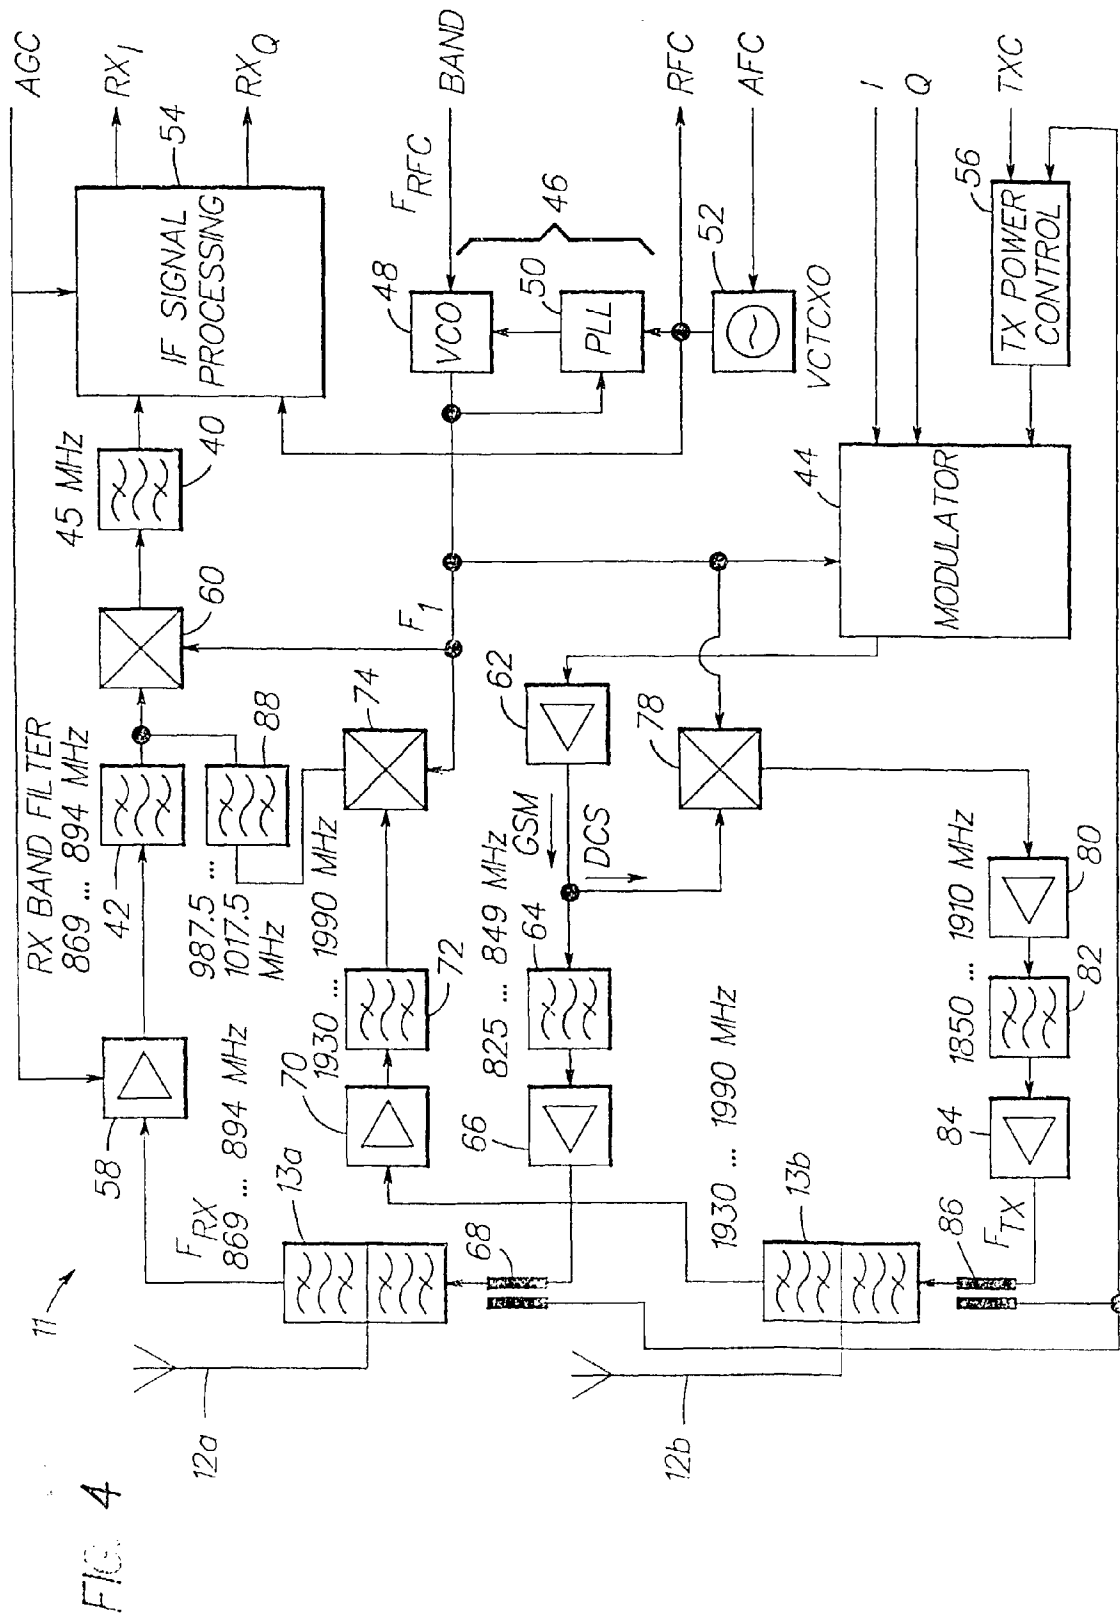 FIG. 4
11
12a
12b
AGC
RX_I
RX_Q
54
IF SIGNAL
PROCESSING
45 MHz
40
60
RX BAND FILTER
869 ... 894 MHz
42
987.5 ...
1017.5
MHz
88
58
F_RX
869 ... 894 MHz
13a
BAND
F_RFC
46
48
VCO
50
PLL
52
VCTCXO
RFC
AFC
F_1
74
1930 ... 1990 MHz
72
70
62
GSM
DCS
825 ... 849 MHz
64
66
68
78
I
Q
TXC
44
MODULATOR
56
TX POWER
CONTROL
1930 ... 1990 MHz
13b
80
1850 ... 1910 MHz
82
84
F_TX
86